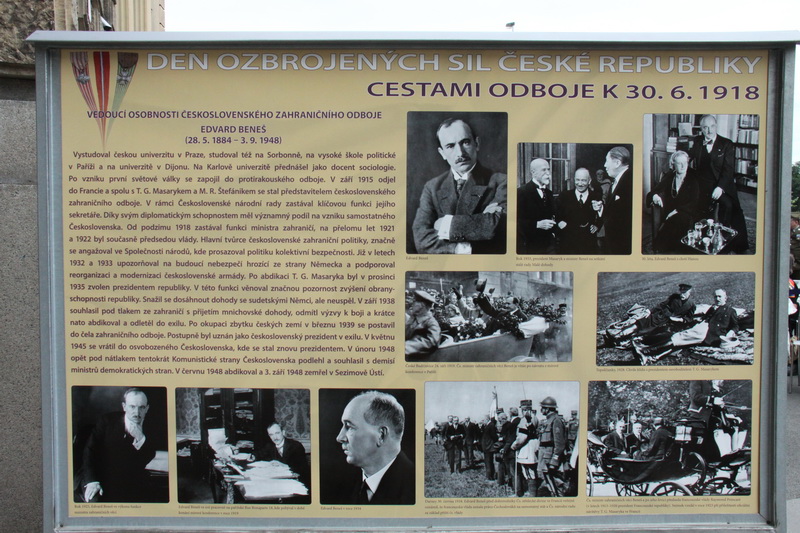 DEN OZBROJENÝCH SIL ČESKÉ REPUBLIKY
CESTAMI ODBOJE K 30. 6. 1918
VEDOUCÍ OSOBNOSTI ČESKOSLOVENSKÉHO ZAHRANIČNÍHO ODBOJE
EDVARD BENEŠ
(28. 5. 1884 – 3. 9. 1948)
Vystudoval českou univerzitu v Praze, studoval též na Sorbonně, na vysoké škole politické
v Paříži a na univerzitě v Dijonu. Na Karlově univerzitě přednášel jako docent sociologie.
Po vzniku první světové války se zapojil do protirakouského odboje. V září 1915 odjel
do Francie a spolu s T. G. Masarykem a M. R. Štefánikem se stal představitelem československého
zahraničního odboje. V rámci Československé národní rady zastával klíčovou funkci jejího
sekretáře. Díky svým diplomatickým schopnostem měl významný podíl na vzniku samostatného
Československa. Od podzimu 1918 zastával funkci ministra zahraničí, na přelomu let 1921
a 1922 byl současně předsedou vlády. Hlavní tvůrce československé zahraniční politiky, značně
se angažoval ve Společnosti národů, kde prosazoval politiku kolektivní bezpečnosti. Již v letech
1932 a 1933 upozorňoval na budoucí nebezpečí hrozící ze strany Německa a podporoval
reorganizaci a modernizaci československé armády. Po abdikaci T. G. Masaryka byl v prosinci
1935 zvolen prezidentem republiky. V této funkci věnoval značnou pozornost zvýšení obrany-
schopnosti republiky. Snažil se dosáhnout dohody se sudetskými Němci, ale neuspěl. V září 1938
souhlasil pod tlakem ze zahraničí s přijetím mnichovské dohody, odmítl výzvy k boji a krátce
nato abdikoval a odletěl do exilu. Po okupaci zbytku českých zemí v březnu 1939 se postavil
do čela zahraničního odboje. Postupně byl uznán jako československý prezident v exilu. V květnu
1945 se vrátil do osvobozeného Československa, kde se stal znovu prezidentem. V únoru 1948
opět pod nátlakem tentokrát Komunistické strany Československa podlehl a souhlasil s demisí
ministrů demokratických stran. V červnu 1948 abdikoval a 3. září 1948 zemřel v Sezimově Ústí.
Edvard Beneš